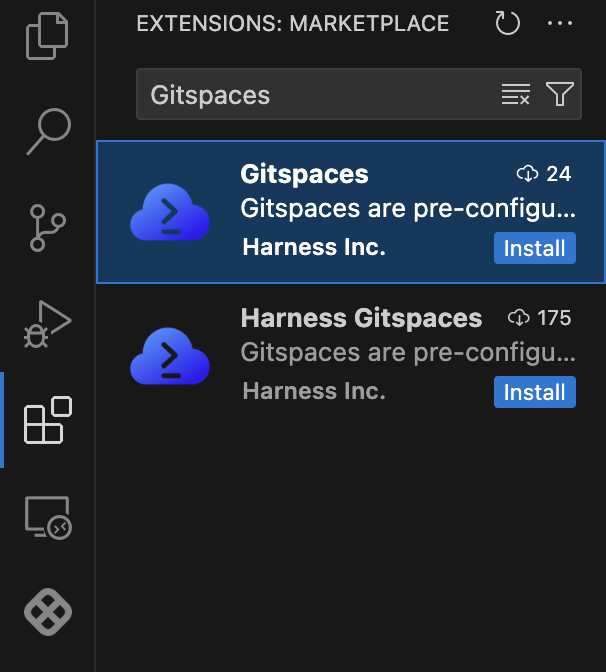 EXTENSIONS: MARKETPLACE
Gitspaces
Gitspaces 24
Gitspaces are pre-configu...
Harness Inc. Install
Harness Gitspaces 175
Gitspaces are pre-configu...
Harness Inc. Install